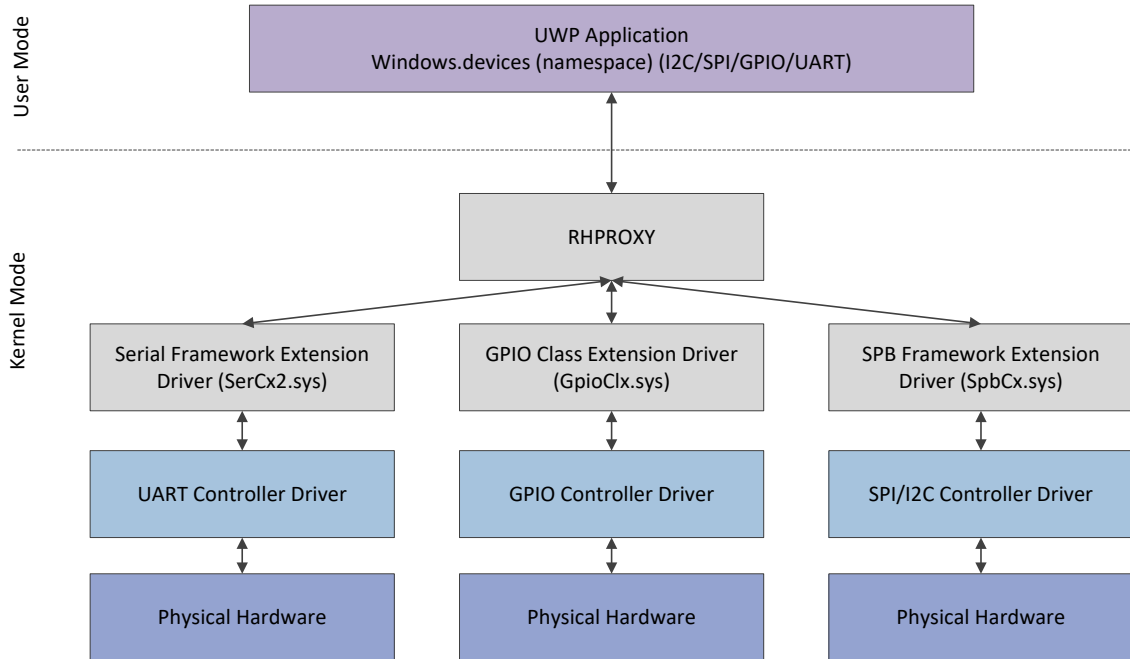 User Mode
UWP Application
Windows.devices (namespace) (I2C/SPI/GPIO/UART)
Kernel Mode
RHPROXY
Serial Framework Extension
Driver (SerCx2.sys)
GPIO Class Extension Driver
(GpioClx.sys)
SPB Framework Extension
Driver (SpbCx.sys)
UART Controller Driver
GPIO Controller Driver
SPI/I2C Controller Driver
Physical Hardware
Physical Hardware
Physical Hardware